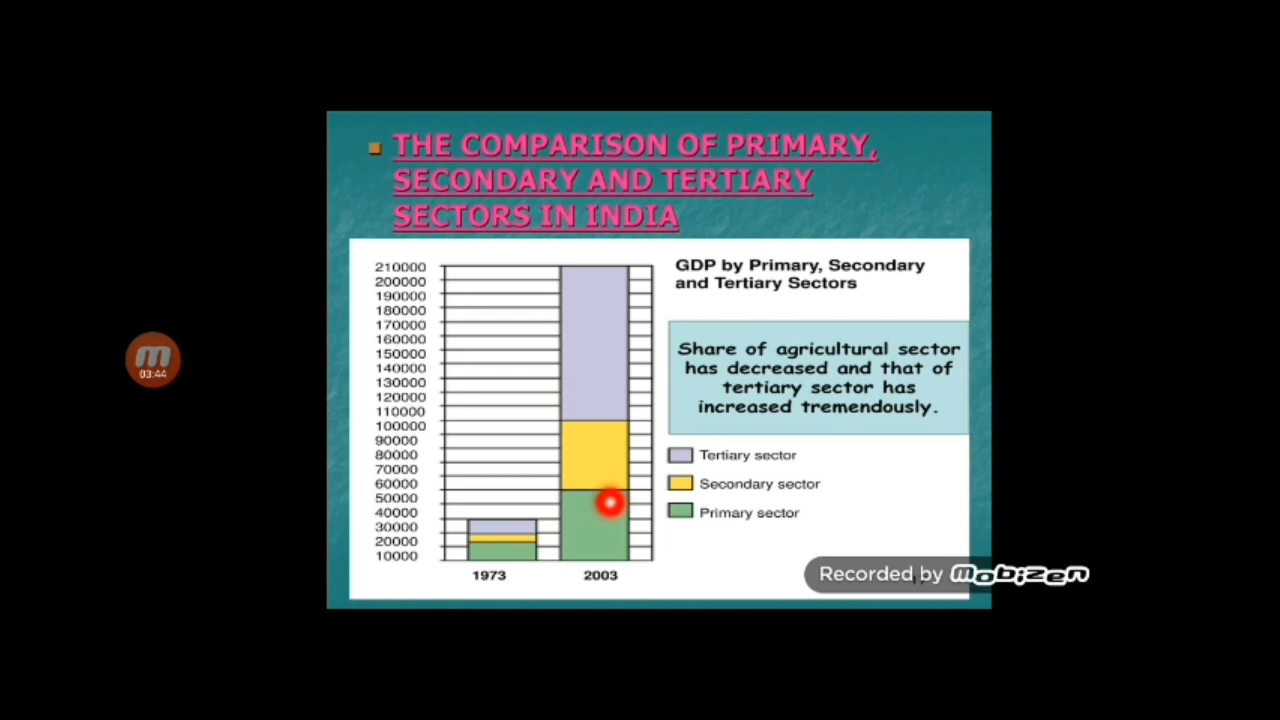 THE COMPARISON OF PRIMARY,
SECONDARY AND TERTIARY
SECTORS IN INDIA
GDP by Primary, Secondary
and Tertiary Sectors
210000
200000
190000
180000
170000
160000
150000
140000
130000
120000
110000
100000
90000
80000
70000
60000
50000
40000
30000
20000
10000
1973 2003
Share of agricultural sector
has decreased and that of
tertiary sector has
increased tremendously.
Tertiary sector
Secondary sector
Primary sector
03:44
Recorded by mobizen